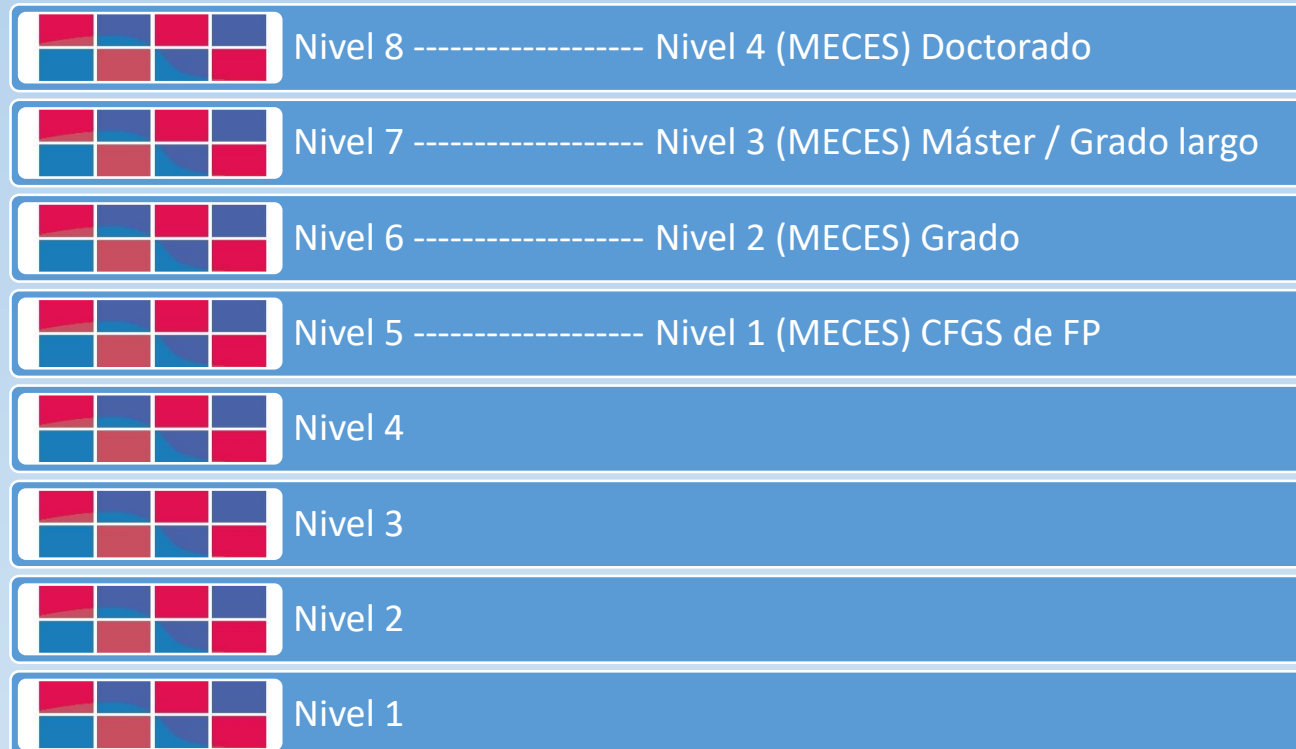 Nivel 8 ------------------- Nivel 4 (MECES) Doctorado
Nivel 7 ------------------- Nivel 3 (MECES) Máster / Grado largo
Nivel 6 ------------------- Nivel 2 (MECES) Grado
Nivel 5 ------------------- Nivel 1 (MECES) CFGS de FP
Nivel 4
Nivel 3
Nivel 2
Nivel 1